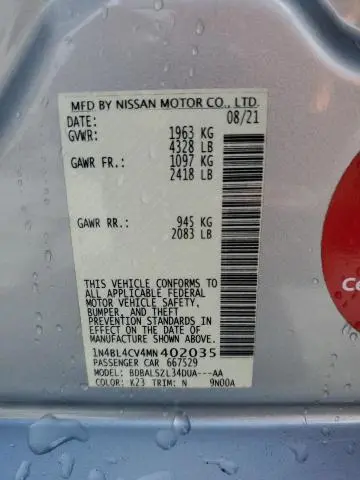 MFD BY NISSAN MOTOR CO., LTD.
DATE: 08/21
GVWR: 1963 KG
4328 LB
GAWR FR.: 1097 KG
2418 LB
GAWR RR.: 945 KG
2083 LB
THIS VEHICLE CONFORMS TO
ALL APPLICABLE FEDERAL
MOTOR VEHICLE SAFETY,
BUMPER, AND THEFT
PREVENTION STANDARDS IN
EFFECT ON THE DATE OF
MANUFACTURE SHOWN ABOVE.
1N4BL4CV4MN402035
PASSENGER CAR 667529
MODEL: BDBALSZL34DUA---AA
COLOR: K23 TRIM: N 9N00A